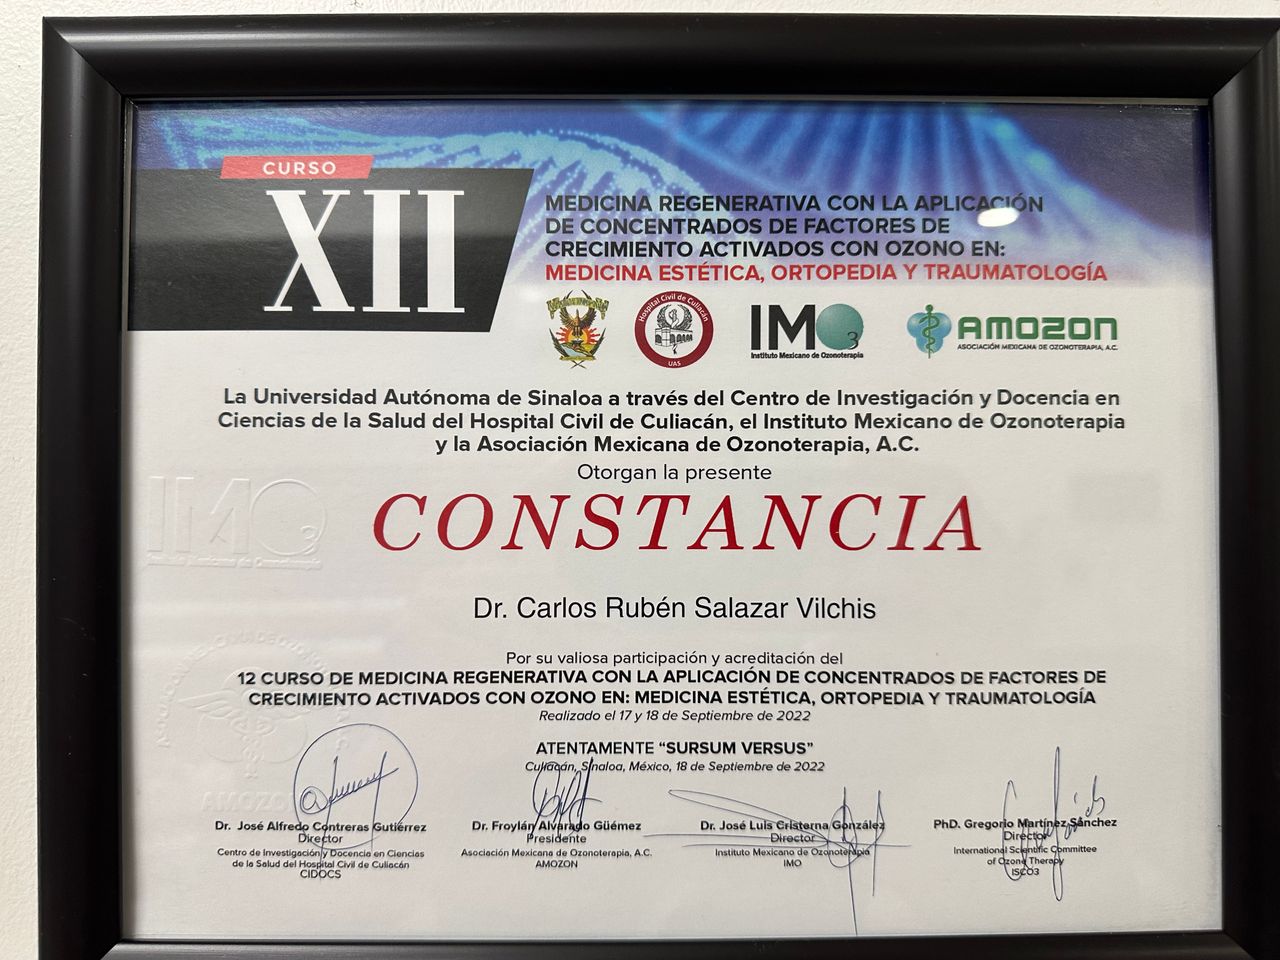 CURSO
XII
MEDICINA REGENERATIVA CON LA APLICACIÓN
DE CONCENTRADOS DE FACTORES DE
CRECIMIENTO ACTIVADOS CON OZONO EN:
MEDICINA ESTÉTICA, ORTOPEDIA Y TRAUMATOLOGÍA
Hospital Civil de Culiacán
UAS
IMO3
Instituto Mexicano de Ozonoterapia
AMOZON
ASOCIACIÓN MEXICANA DE OZONOTERAPIA, A.C.
La Universidad Autónoma de Sinaloa a través del Centro de Investigación y Docencia en
Ciencias de la Salud del Hospital Civil de Culiacán, el Instituto Mexicano de Ozonoterapia
y la Asociación Mexicana de Ozonoterapia, A.C.
Otorgan la presente
CONSTANCIA
IMO3
Dr. Carlos Rubén Salazar Vilchis
Por su valiosa participación y acreditación del
12 CURSO DE MEDICINA REGENERATIVA CON LA APLICACIÓN DE CONCENTRADOS DE FACTORES DE
CRECIMIENTO ACTIVADOS CON OZONO EN: MEDICINA ESTÉTICA, ORTOPEDIA Y TRAUMATOLOGÍA
Realizado el 17 y 18 de Septiembre de 2022
ATENTAMENTE “SURSUM VERSUS”
Culiacán, Sinaloa, México, 18 de Septiembre de 2022
AMOZON
Dr. José Alfredo Contreras Gutiérrez
Director
Centro de Investigación y Docencia en Ciencias
de la Salud del Hospital Civil de Culiacán
CIDOCS
Dr. Froylán Alvarado Güémez
Presidente
Asociación Mexicana de Ozonoterapia, A.C.
AMOZON
Dr. José Luis Cisterna González
Director
Instituto Mexicano de Ozonoterapia
IMO
PhD. Gregorio Martínez Sánchez
Director
International Scientific Committee
of Ozone Therapy
ISCO3